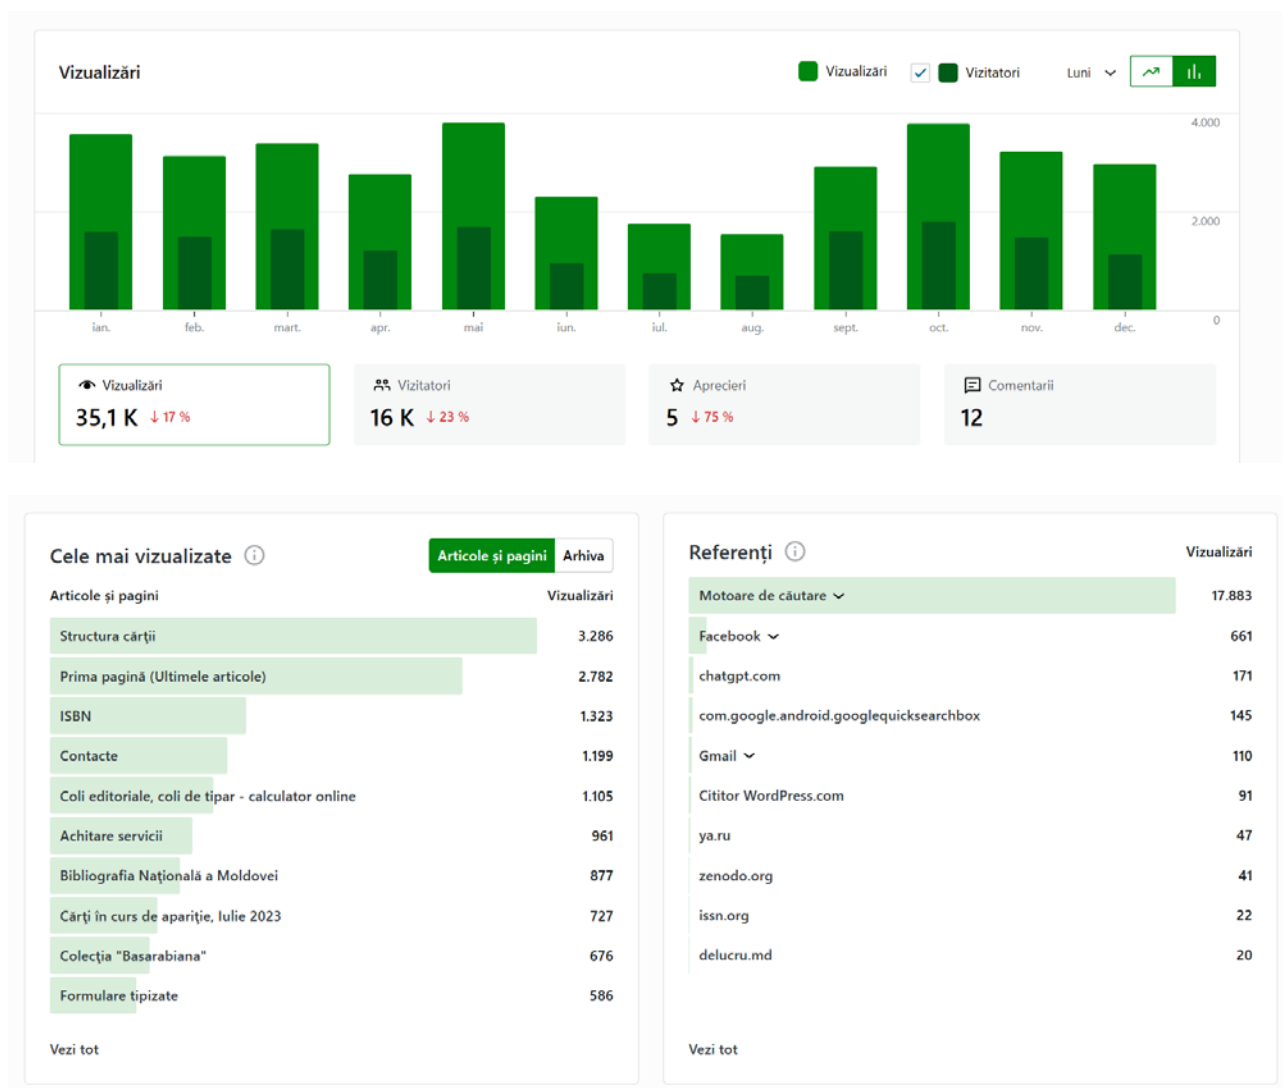 Vizualizări
Vizualizări Vizitatori Luni
4.000
2.000
0
ian. feb. mart. apr. mai iun. iul. aug. sept. oct. nov. dec.
Vizualizări
35,1 K ↓ 17 %
Vizitatori
16 K ↓ 23 %
Aprecieri
5 ↓ 75 %
Comentarii
12
Cele mai vizualizate
Articole și pagini Arhiva
Articole și pagini Vizualizări
Structura cărţii 3.286
Prima pagină (Ultimele articole) 2.782
ISBN 1.323
Contacte 1.199
Coli editoriale, coli de tipar - calculator online 1.105
Achitare servicii 961
Bibliografia Naţională a Moldovei 877
Cărţi în curs de apariţie, Iulie 2023 727
Colecţia "Basarabiana" 676
Formulare tipizate 586
Vezi tot
Referenți Vizualizări
Motoare de căutare 17.883
Facebook 661
chatgpt.com 171
com.google.android.googlequicksearchbox 145
Gmail 110
Cititor WordPress.com 91
ya.ru 47
zenodo.org 41
issn.org 22
delucru.md 20
Vezi tot